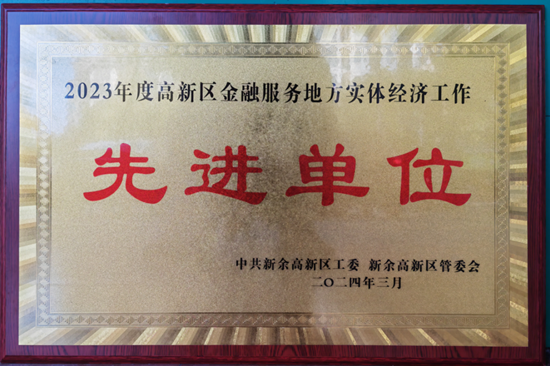 2023年度高新区金融服务地方实体经济工作
先进单位
中共新余高新区工委 新余高新区管委会
二〇二四年三月